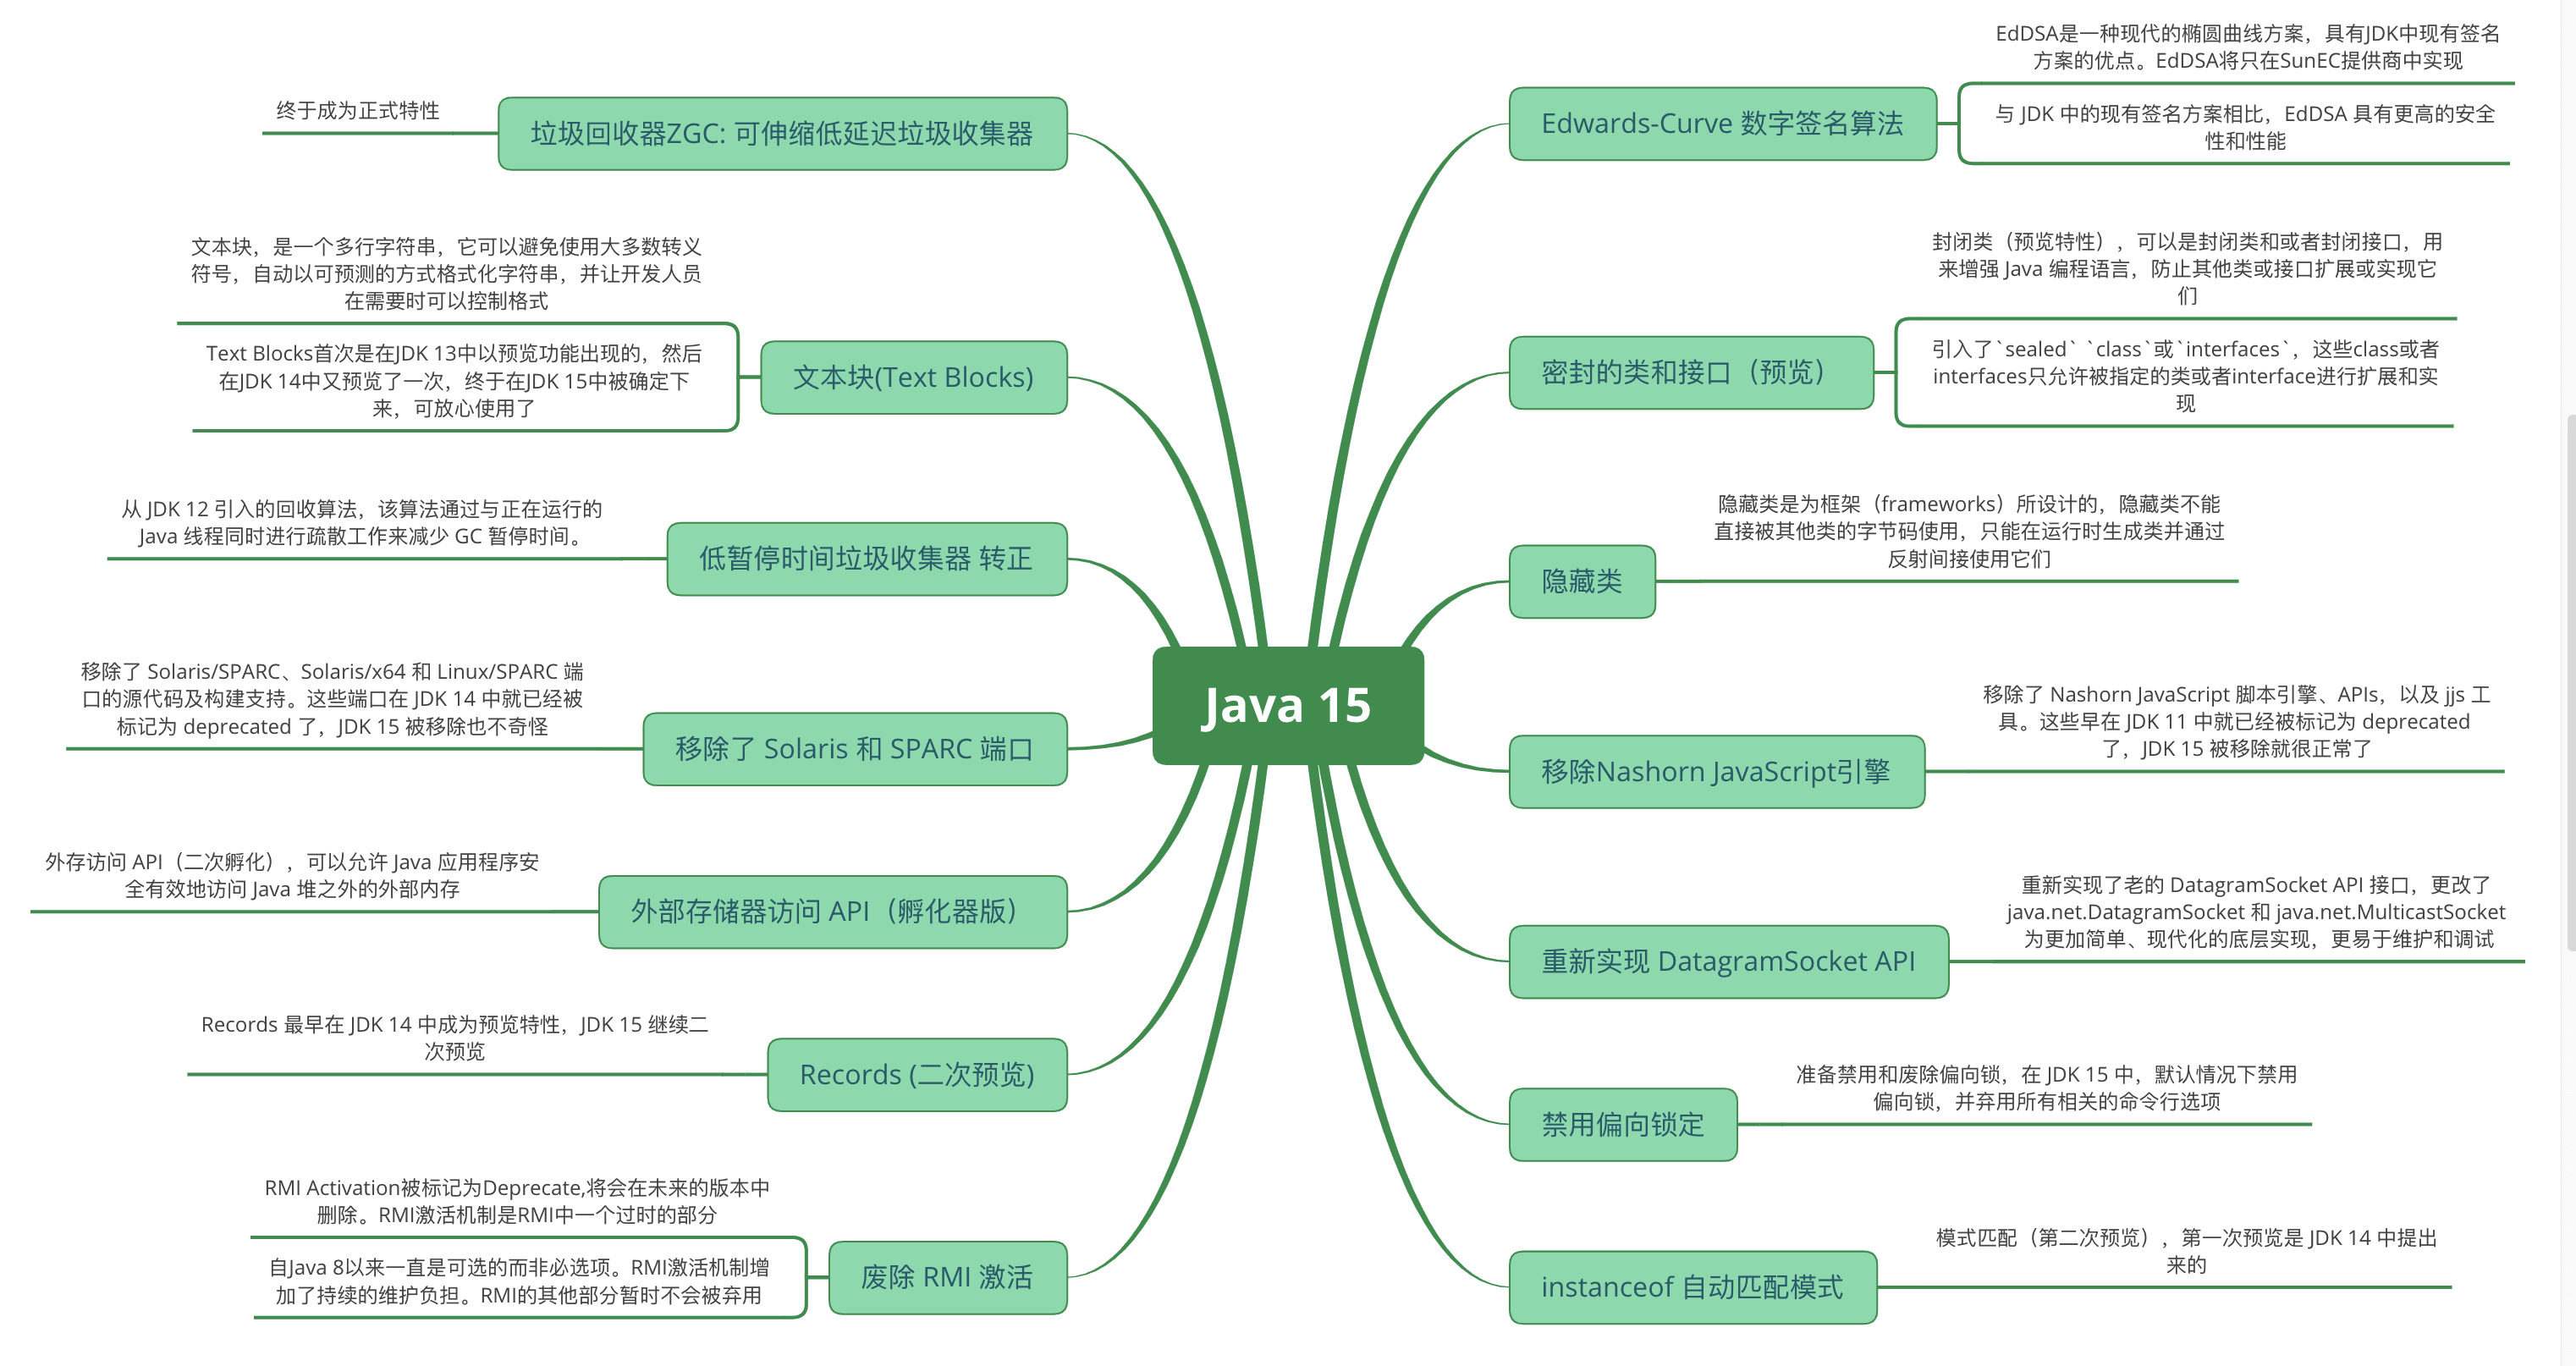 Java 15
Edwards-Curve 数字签名算法
EdDSA是一种现代的椭圆曲线方案，具有JDK中现有签名
方案的优点。EdDSA将只在SunEC提供商中实现
与 JDK 中的现有签名方案相比，EdDSA 具有更高的安全
性和性能
密封的类和接口（预览）
封闭类（预览特性），可以是封闭类和或者封闭接口，用
来增强 Java 编程语言，防止其他类或接口扩展或实现它
们
引入了`sealed` `class`或`interfaces`，这些class或者
interfaces只允许被指定的类或者interface进行扩展和实
现
隐藏类
隐藏类是为框架（frameworks）所设计的，隐藏类不能
直接被其他类的字节码使用，只能在运行时生成类并通过
反射间接使用它们
移除Nashorn JavaScript引擎
移除了 Nashorn JavaScript 脚本引擎、APIs，以及 jjs 工
具。这些早在 JDK 11 中就已经被标记为 deprecated
了，JDK 15 被移除就很正常了
重新实现 DatagramSocket API
重新实现了老的 DatagramSocket API 接口，更改了
java.net.DatagramSocket 和 java.net.MulticastSocket
为更加简单、现代化的底层实现，更易于维护和调试
禁用偏向锁定
准备禁用和废除偏向锁，在 JDK 15 中，默认情况下禁用
偏向锁，并弃用所有相关的命令行选项
instanceof 自动匹配模式
模式匹配（第二次预览），第一次预览是 JDK 14 中提出
来的
垃圾回收器ZGC: 可伸缩低延迟垃圾收集器
终于成为正式特性
文本块(Text Blocks)
文本块，是一个多行字符串，它可以避免使用大多数转义
符号，自动以可预测的方式格式化字符串，并让开发人员
在需要时可以控制格式
Text Blocks首次是在JDK 13中以预览功能出现的，然后
在JDK 14中又预览了一次，终于在JDK 15中被确定下
来，可放心使用了
低暂停时间垃圾收集器 转正
从 JDK 12 引入的回收算法，该算法通过与正在运行的
Java 线程同时进行疏散工作来减少 GC 暂停时间。
移除了 Solaris 和 SPARC 端口
移除了 Solaris/SPARC、Solaris/x64 和 Linux/SPARC 端
口的源代码及构建支持。这些端口在 JDK 14 中就已经被
标记为 deprecated 了，JDK 15 被移除也不奇怪
外部存储器访问 API（孵化器版）
外存访问 API（二次孵化），可以允许 Java 应用程序安
全有效地访问 Java 堆之外的外部内存
Records (二次预览)
Records 最早在 JDK 14 中成为预览特性，JDK 15 继续二
次预览
废除 RMI 激活
RMI Activation被标记为Deprecate,将会在未来的版本中
删除。RMI激活机制是RMI中一个过时的部分
自Java 8以来一直是可选的而非必选项。RMI激活机制增
加了持续的维护负担。RMI的其他部分暂时不会被弃用